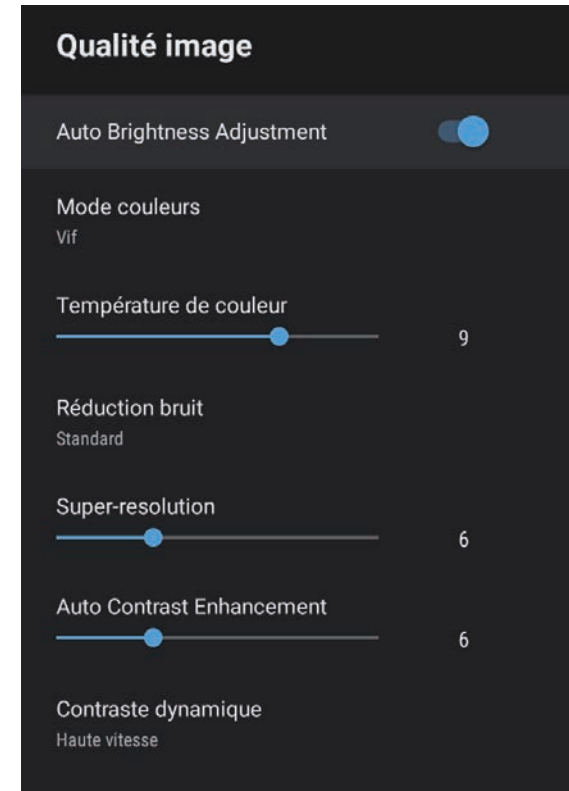 Qualité image
Auto Brightness Adjustment
Mode couleurs
Vif
Température de couleur
9
Réduction bruit
Standard
Super-resolution
6
Auto Contrast Enhancement
6
Contraste dynamique
Haute vitesse